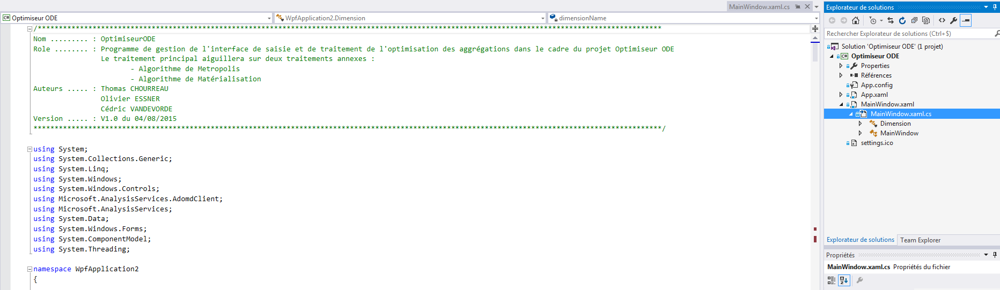 MainWindow.xaml.cs
Optimiseur ODE
WpfApplication2.Dimension
dimensionName
/****************************************************************************************************************************************************
Nom ......... : OptimiseurODE
Role ........ : Programme de gestion de l'interface de saisie et de traitement de l'optimisation des aggrégations dans le cadre du projet Optimiseur ODE
Le traitement principal aiguillera sur deux traitements annexes :
- Algorithme de Metropolis
- Algorithme de Matérialisation
Auteurs ..... : Thomas CHOURREAU
Olivier ESSNER
Cédric VANDEVORDE
Version ..... : V1.0 du 04/08/2015
*****************************************************************************************************************************************************/
using System;
using System.Collections.Generic;
using System.Linq;
using System.Windows;
using System.Windows.Controls;
using Microsoft.AnalysisServices.AdomdClient;
using Microsoft.AnalysisServices;
using System.Data;
using System.Windows.Forms;
using System.ComponentModel;
using System.Threading;
namespace WpfApplication2
{
Explorateur de solutions
Rechercher Explorateur de solutions (Ctrl+$)
Solution 'Optimiseur ODE' (1 projet)
C# Optimiseur ODE
Properties
Références
App.config
App.xaml
MainWindow.xaml
MainWindow.xaml.cs
Dimension
MainWindow
settings.ico
Explorateur de solutions
Team Explorer
Propriétés
MainWindow.xaml.cs Propriétés du fichier